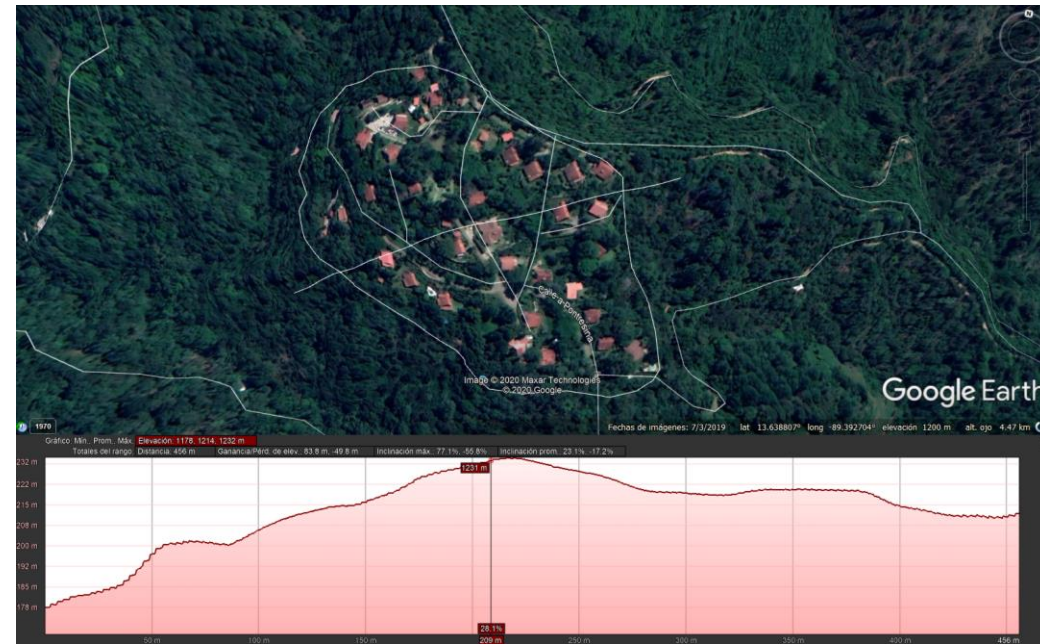 N
Calle a Pontresina
Image © 2020 Maxar Technologies
© 2020 Google
Google Earth
1970
Fechas de imágenes: 7/3/2019 lat 13.638807° long -89.392704° elevación 1200 m alt. ojo 4.47 km
Gráfico: Mín., Prom., Máx. Elevación: 1178, 1214, 1232 m
Totales del rango: Distancia: 456 m Ganancia/Pérd. de elev.: 83.8 m, -49.8 m Inclinación máx.: 77.1%, -55.8% Inclinación prom.: 23.1%, -17.2%
232 m
1231 m
222 m
215 m
208 m
200 m
192 m
185 m
178 m
28.1%
50 m 100 m 150 m 209 m 250 m 300 m 350 m 400 m 456 m